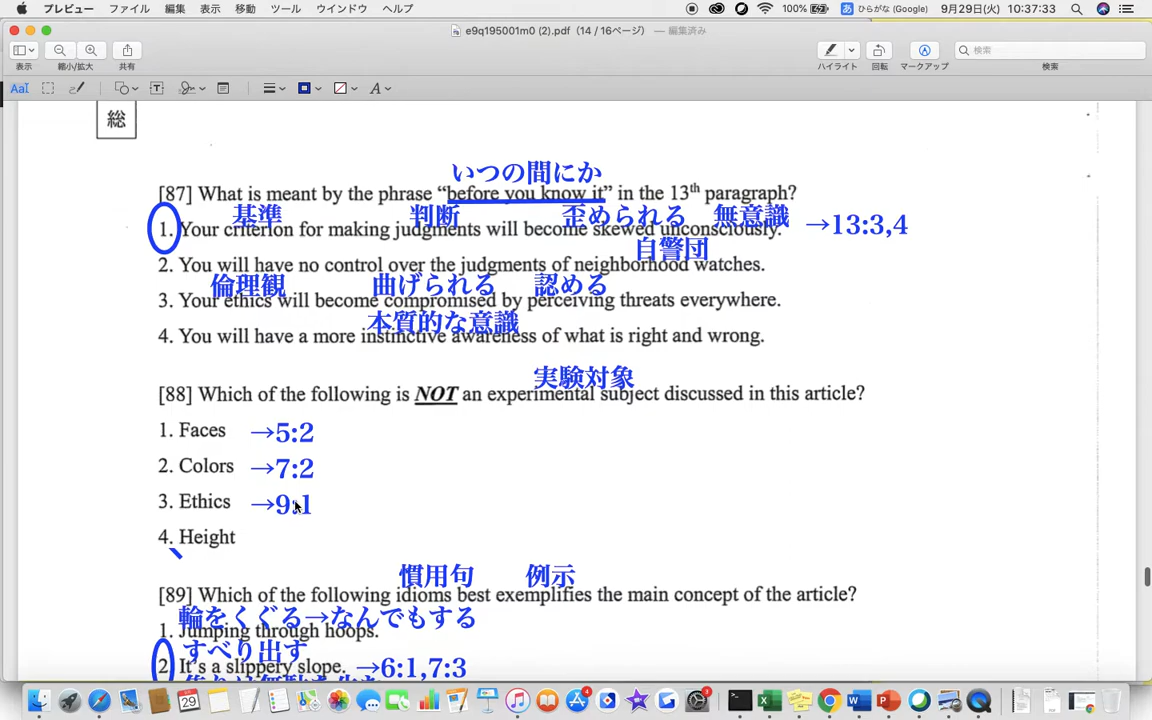 プレビュー ファイル 編集 表示 移動 ツール ウインドウ ヘルプ 100% あ ひらがな (Google) 9月29日(火) 10:37:33
e9q195001m0 (2).pdf（14 / 16ページ） — 編集済み
検索
表示 縮小/拡大 共有 ハイライト 回転 マークアップ 検索
AaI T A
総
いつの間にか
[87] What is meant by the phrase “before you know it” in the 13th paragraph?
基準 判断 歪められる 無意識
1. Your criterion for making judgments will become skewed unconsciously. →13:3,4
自警団
2. You will have no control over the judgments of neighborhood watches.
倫理観 曲げられる 認める
3. Your ethics will become compromised by perceiving threats everywhere.
本質的な意識
4. You will have a more instinctive awareness of what is right and wrong.
実験対象
[88] Which of the following is NOT an experimental subject discussed in this article?
1. Faces →5:2
2. Colors →7:2
3. Ethics →9:1
4. Height
慣用句 例示
[89] Which of the following idioms best exemplifies the main concept of the article?
輪をくぐる→なんでもする
1. Jumping through hoops.
すべり出す
2. It’s a slippery slope. →6:1,7:3
29